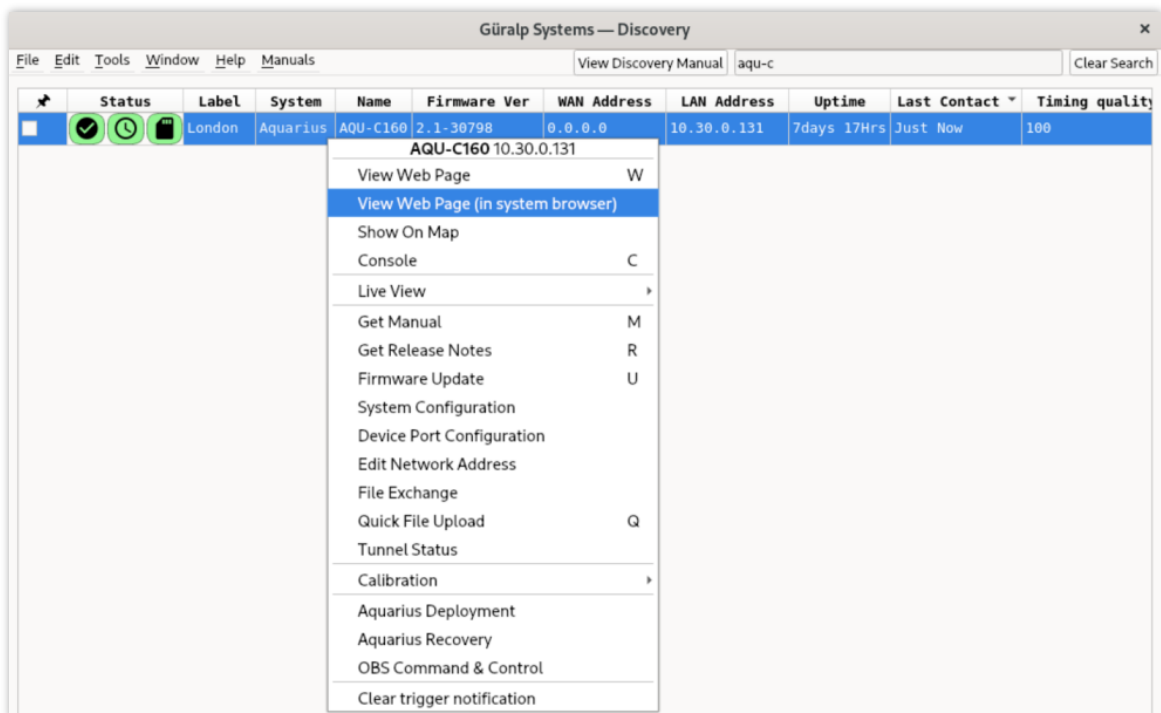 Güralp Systems — Discovery ×
File Edit Tools Window Help Manuals View Discovery Manual aqu-c Clear Search
Status Label System Name Firmware Ver WAN Address LAN Address Uptime Last Contact Timing quality
London Aquarius AQU-C160 2.1-30798 0.0.0.0 10.30.0.131 7days 17Hrs Just Now 100
AQU-C160 10.30.0.131
View Web Page W
View Web Page (in system browser)
Show On Map
Console C
Live View
Get Manual M
Get Release Notes R
Firmware Update U
System Configuration
Device Port Configuration
Edit Network Address
File Exchange
Quick File Upload Q
Tunnel Status
Calibration
Aquarius Deployment
Aquarius Recovery
OBS Command & Control
Clear trigger notification